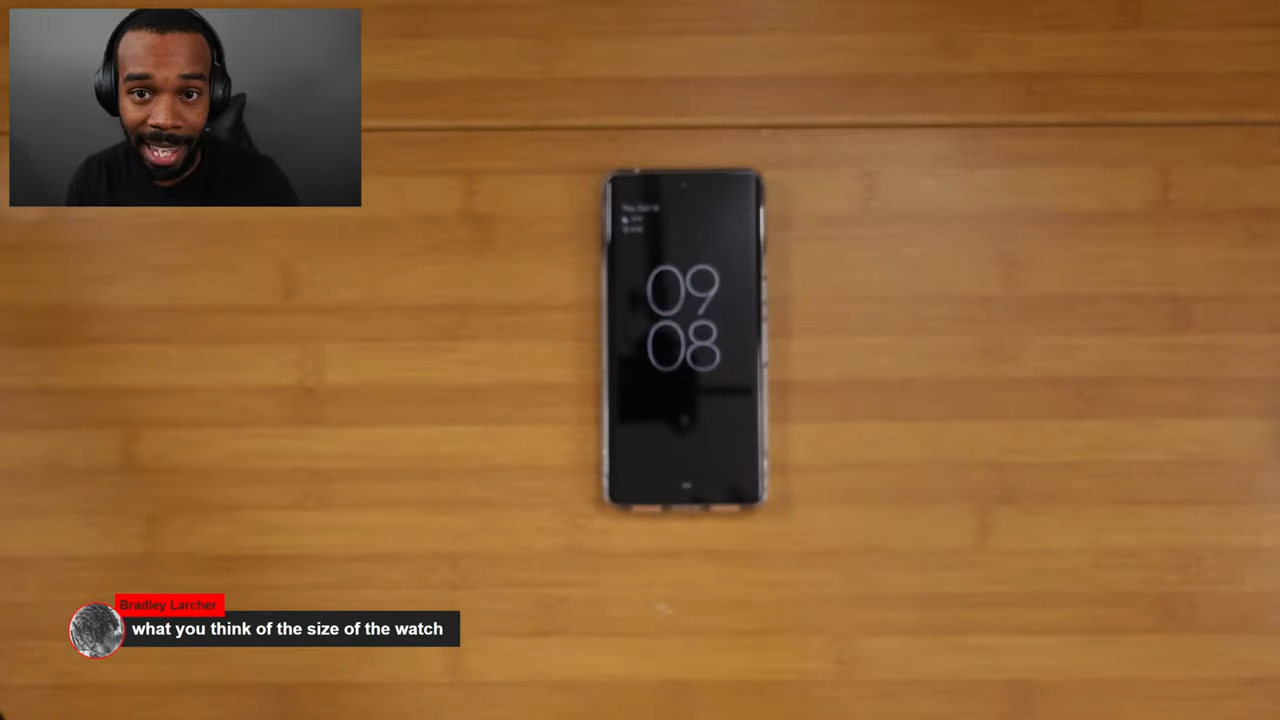 09
08
Bradley Larcher
what you think of the size of the watch